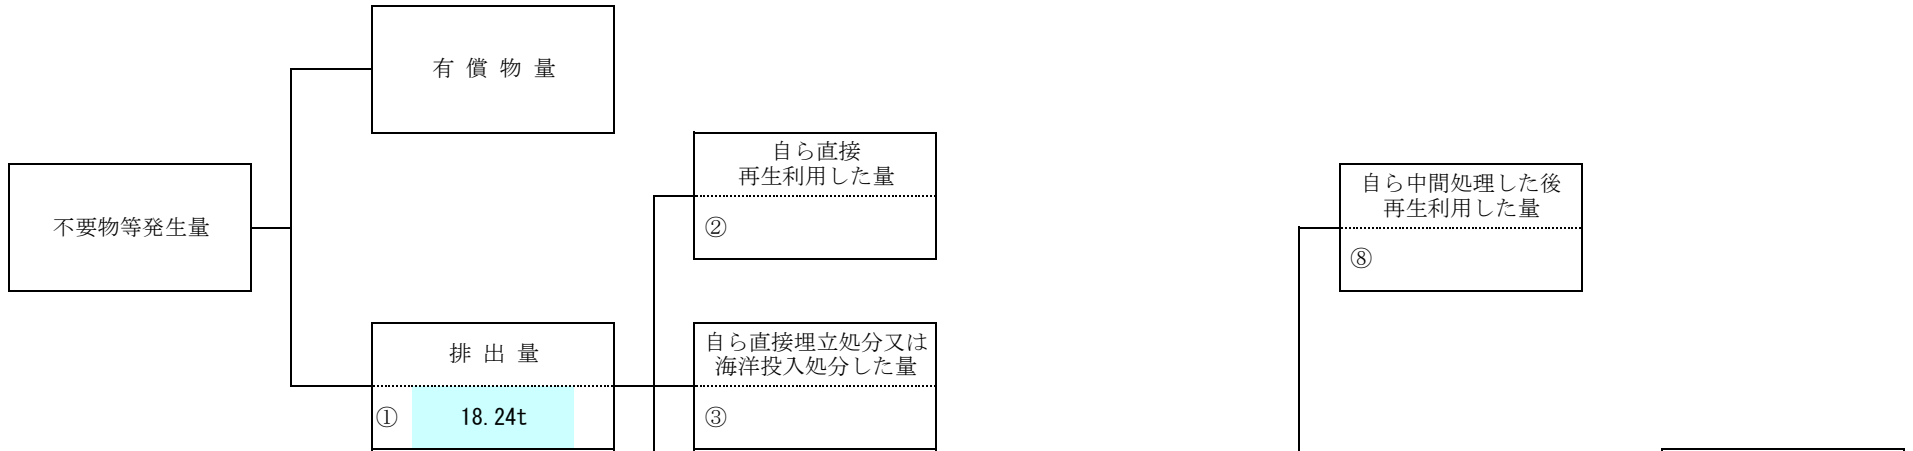 有 償 物 量
自ら直接
再生利用した量
②
不要物等発生量
自ら中間処理した後
再生利用した量
⑧
排 出 量
① 18.24t
自ら直接埋立処分又は
海洋投入処分した量
③